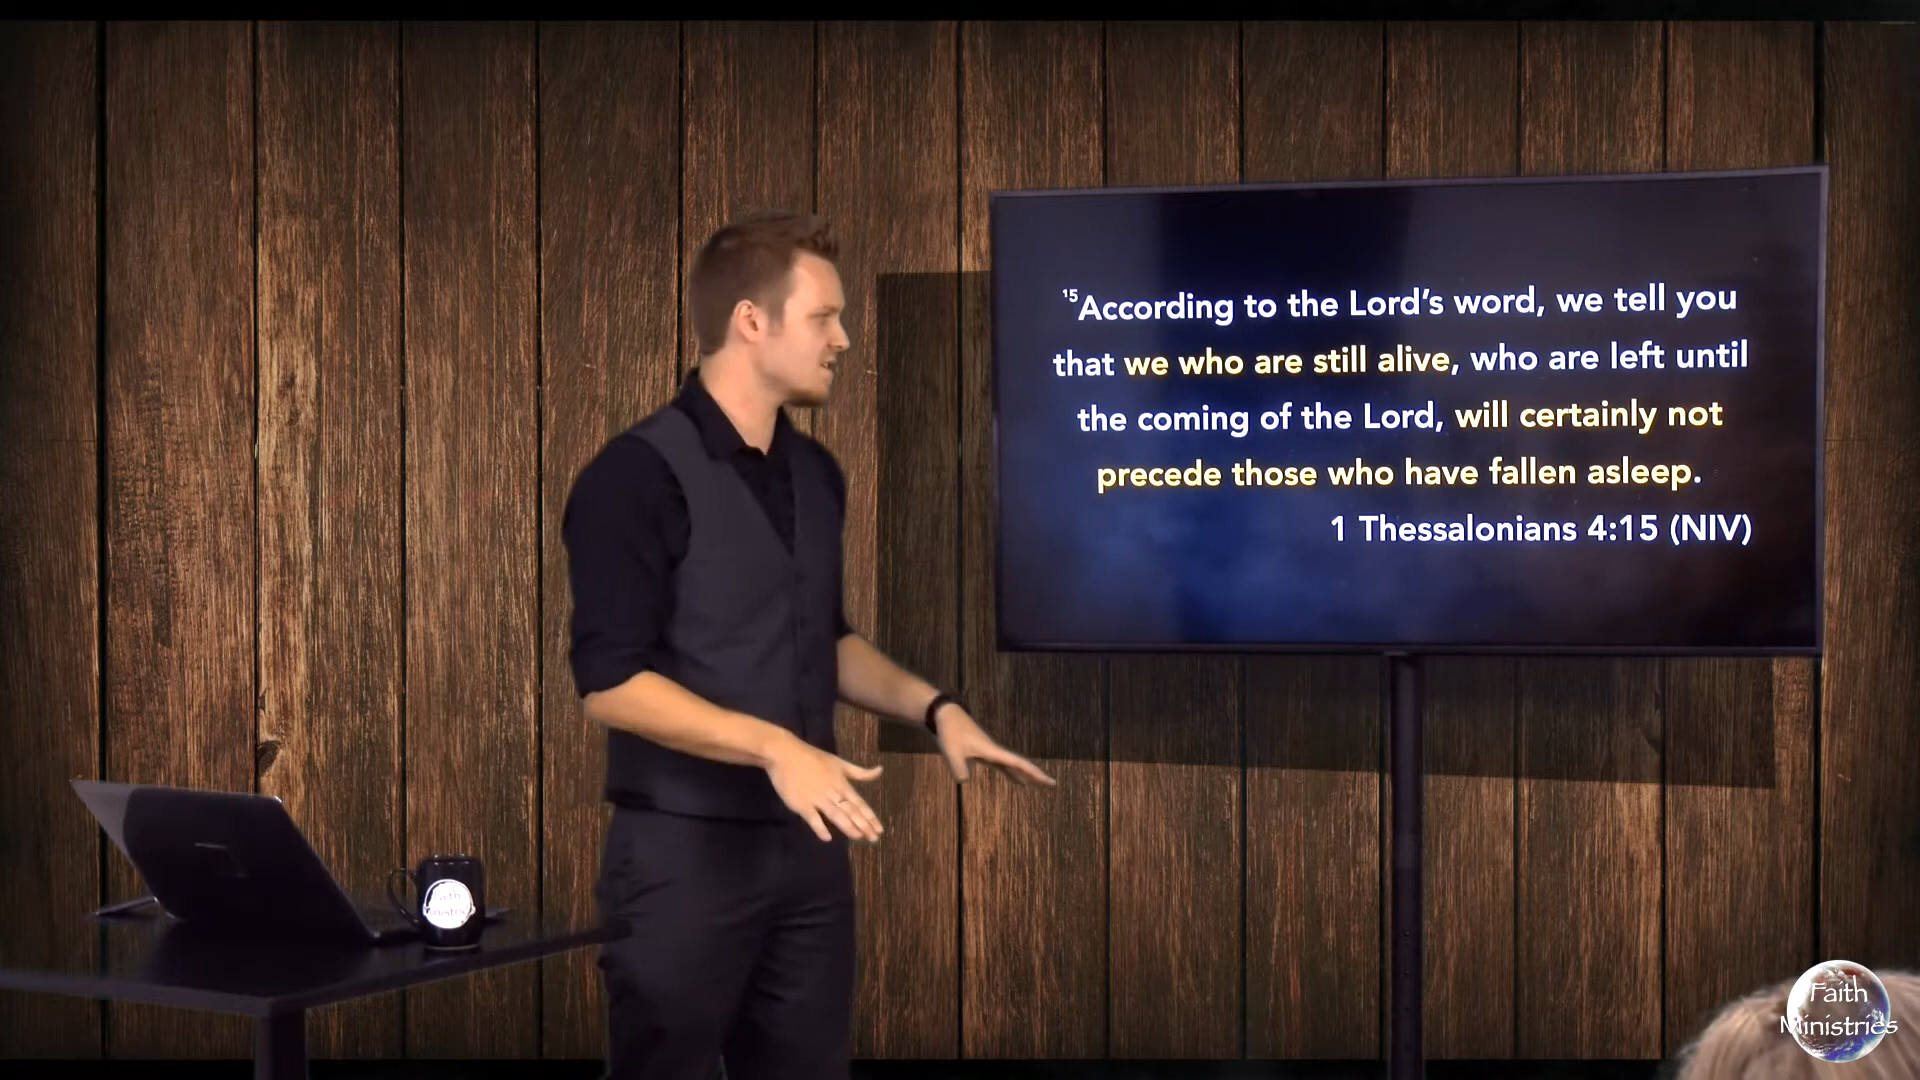 ¹⁵According to the Lord's word, we tell you
that we who are still alive, who are left until
the coming of the Lord, will certainly not
precede those who have fallen asleep.
1 Thessalonians 4:15 (NIV)
Faith
Ministries
Faith